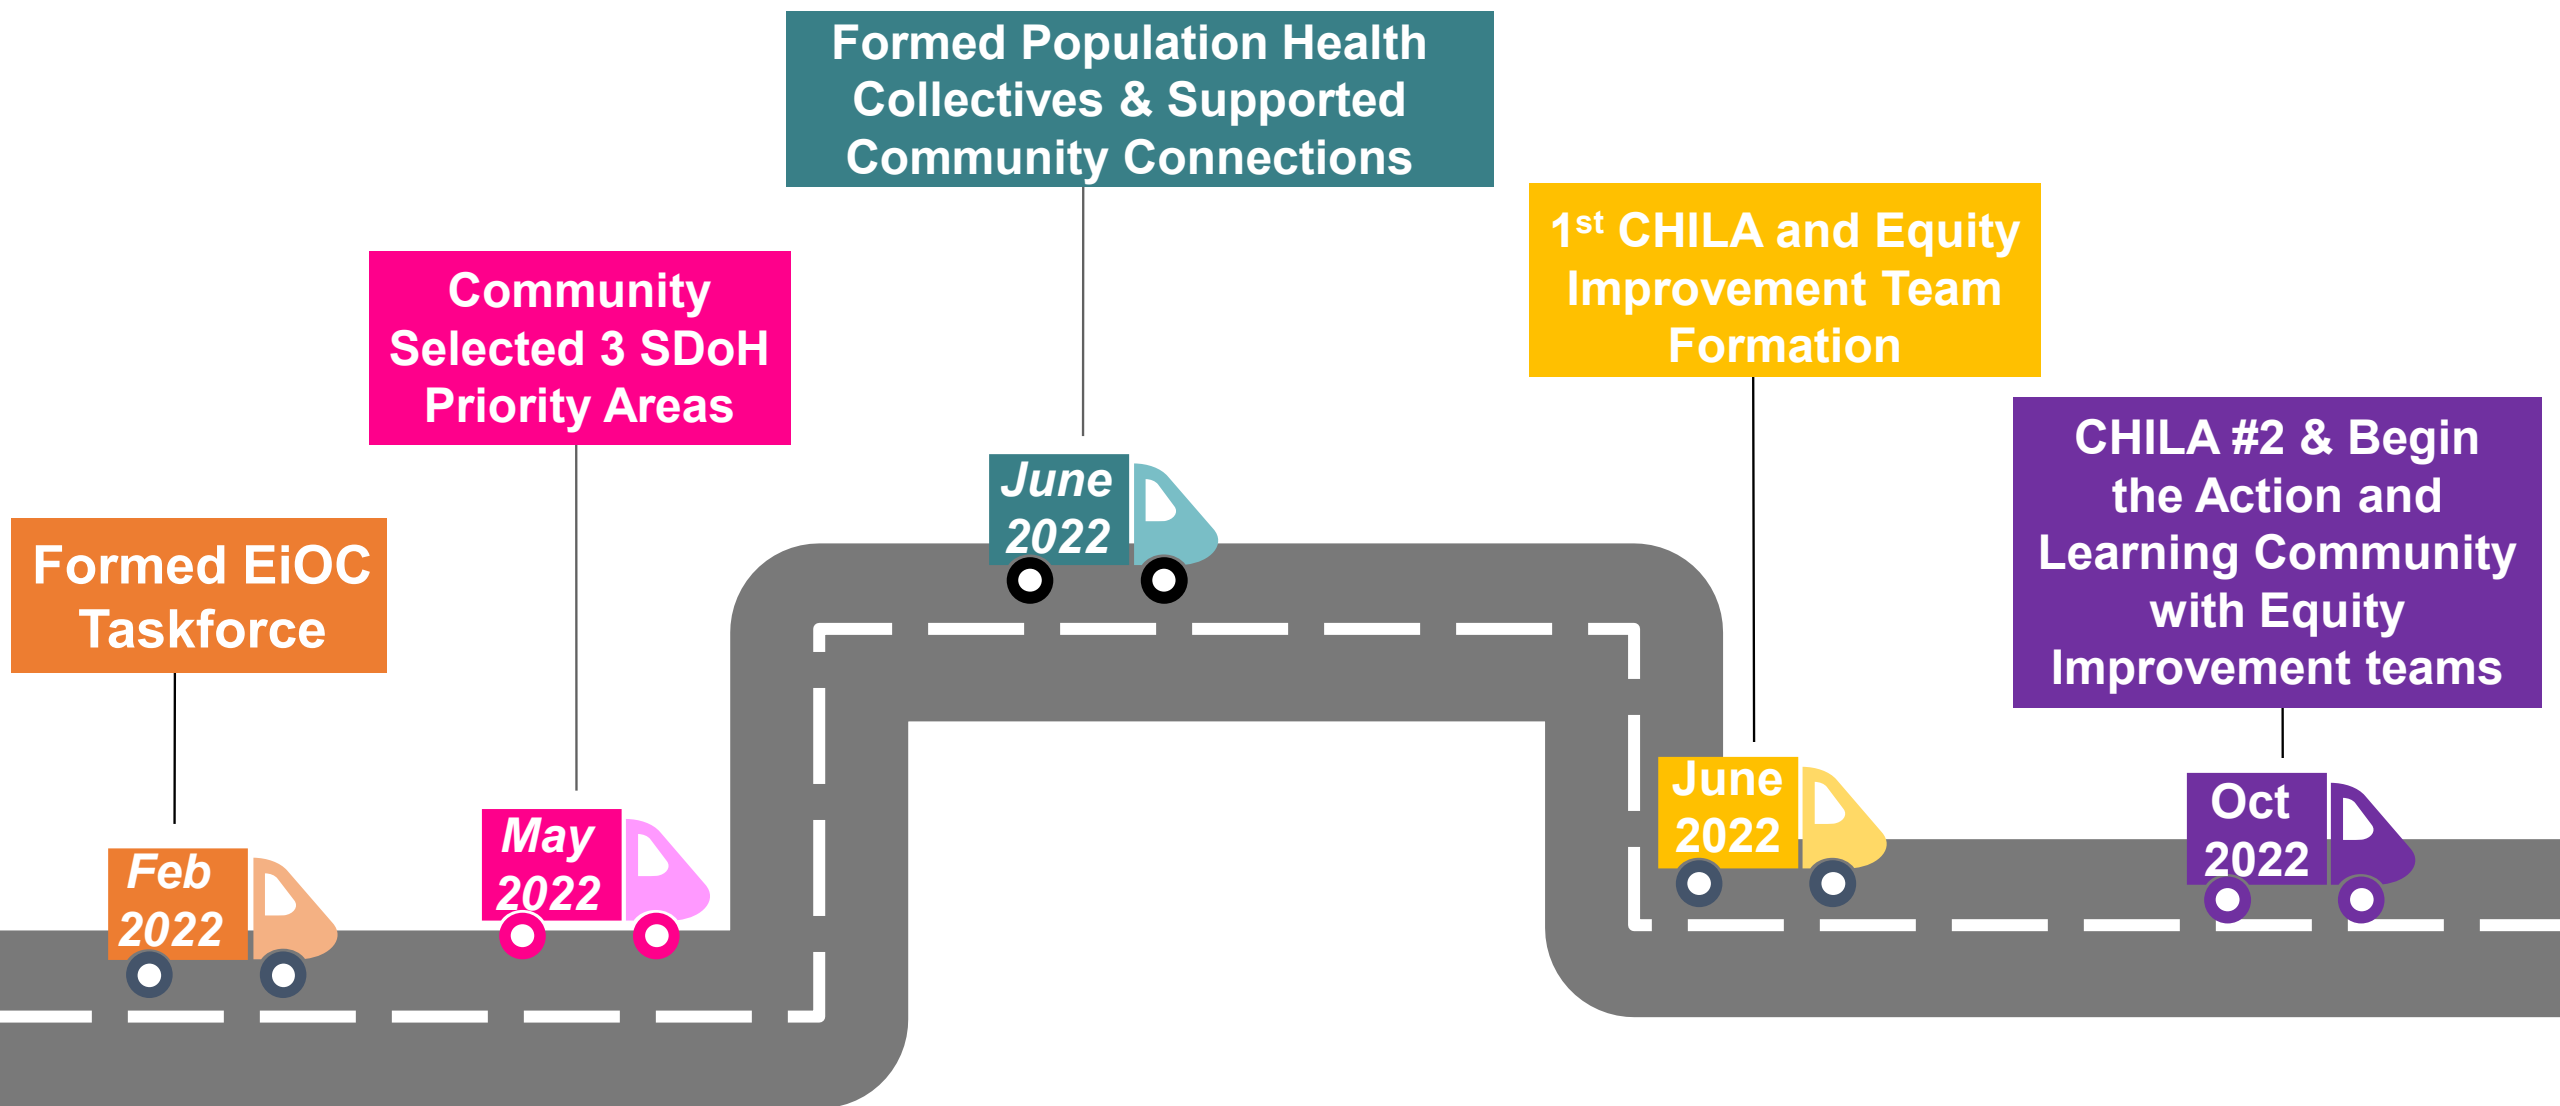 Formed EiOC
Taskforce
Feb
2022
Community
Selected 3 SDoH
Priority Areas
May
2022
Formed Population Health
Collectives & Supported
Community Connections
June
2022
1st CHILA and Equity
Improvement Team
Formation
June
2022
CHILA #2 & Begin
the Action and
Learning Community
with Equity
Improvement teams
Oct
2022